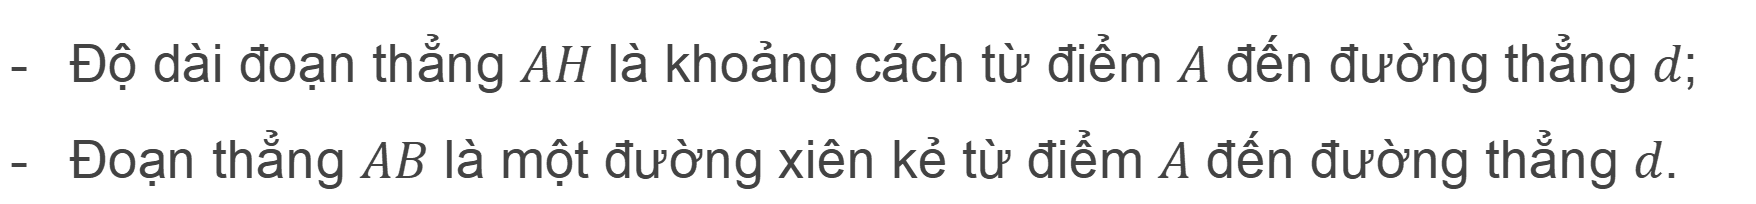 - Độ dài đoạn thẳng AH là khoảng cách từ điểm A đến đường thẳng d;
- Đoạn thẳng AB là một đường xiên kẻ từ điểm A đến đường thẳng d.